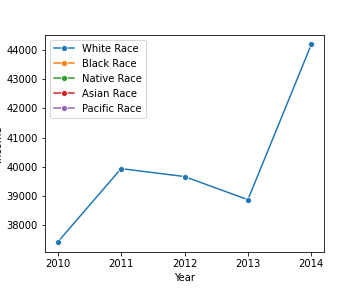 44000
43000
42000
41000
40000
39000
38000
White Race
Black Race
Native Race
Asian Race
Pacific Race
2010 2011 2012 2013 2014
Year